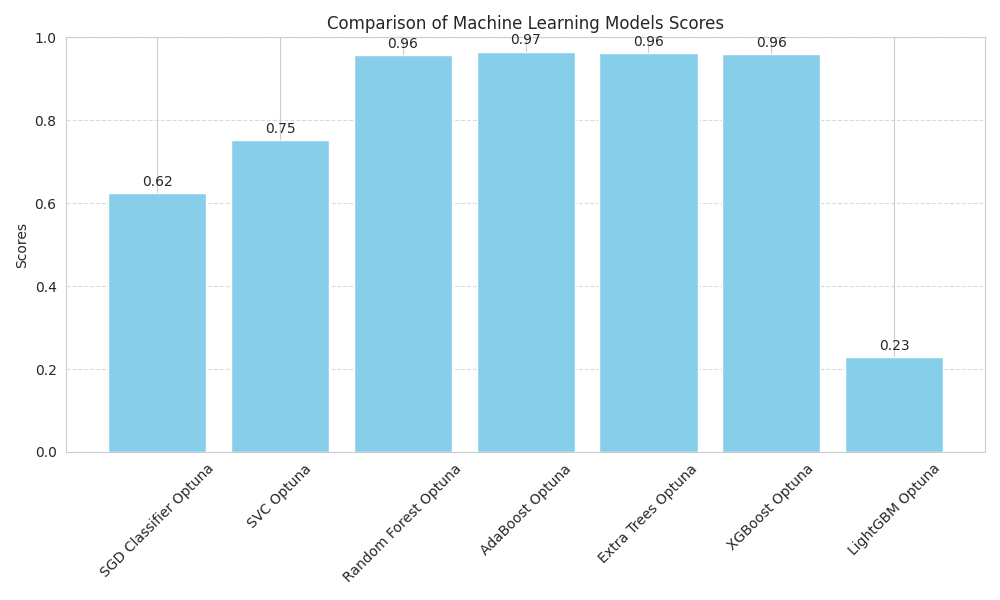 Comparison of Machine Learning Models Scores
1.0
0.8
0.6
0.4
0.2
0.0
Scores
0.62
0.75
0.96
0.97
0.96
0.96
0.23
SGD Classifier Optuna
SVC Optuna
Random Forest Optuna
AdaBoost Optuna
Extra Trees Optuna
XGBoost Optuna
LightGBM Optuna